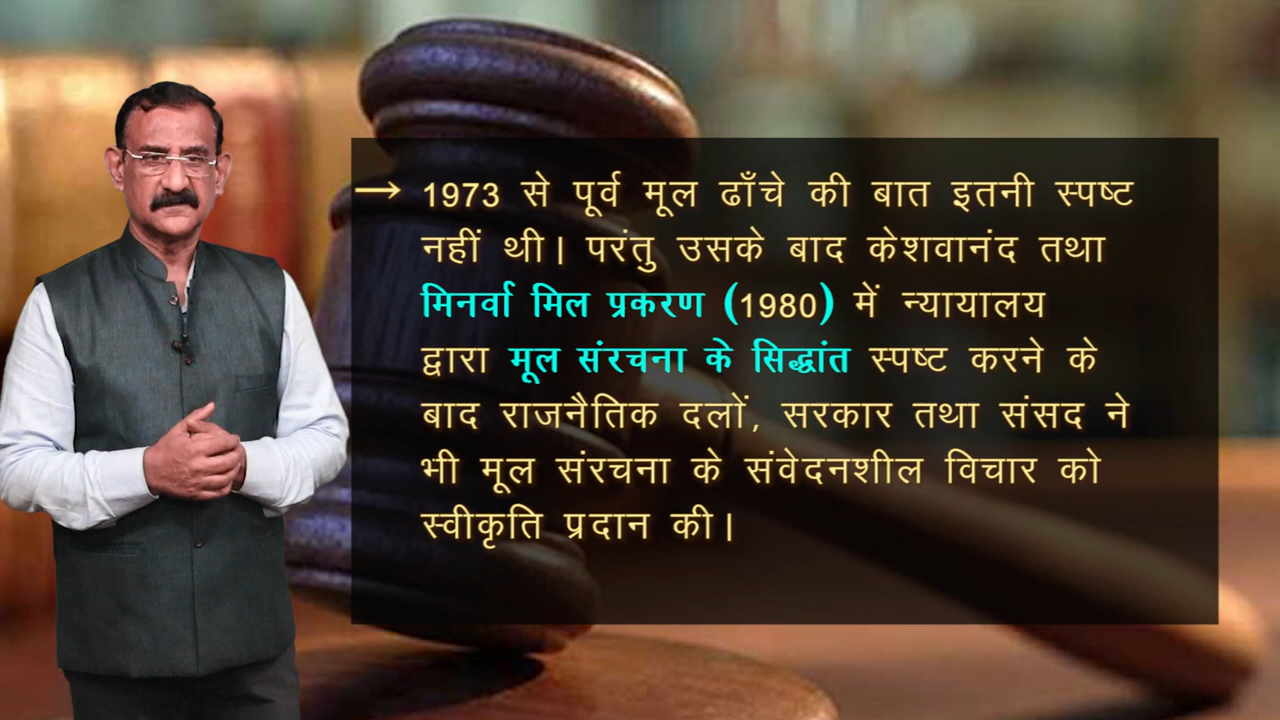 → 1973 से पूर्व मूल ढाँचे की बात इतनी स्पष्ट
नहीं थी। परंतु उसके बाद केशवानंद तथा
मिनर्वा मिल प्रकरण (1980) में न्यायालय
द्वारा मूल संरचना के सिद्धांत स्पष्ट करने के
बाद राजनैतिक दलों, सरकार तथा संसद ने
भी मूल संरचना के संवेदनशील विचार को
स्वीकृति प्रदान की।